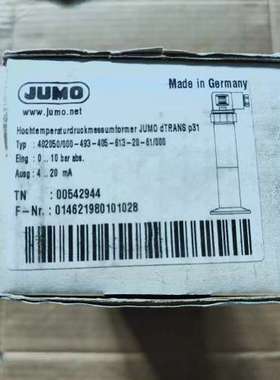 JUMO
Made in Germany
www.jumo.net
Hochtemperaturdruckmessumformer JUMO dTRANS p31
Typ : 402050/000-493-405-613-20-61/000
Eing : 0 .. 10 bar abs.
Ausg : 4 .. 20 mA
TN : 00542944
F-Nr. : 014621980101028